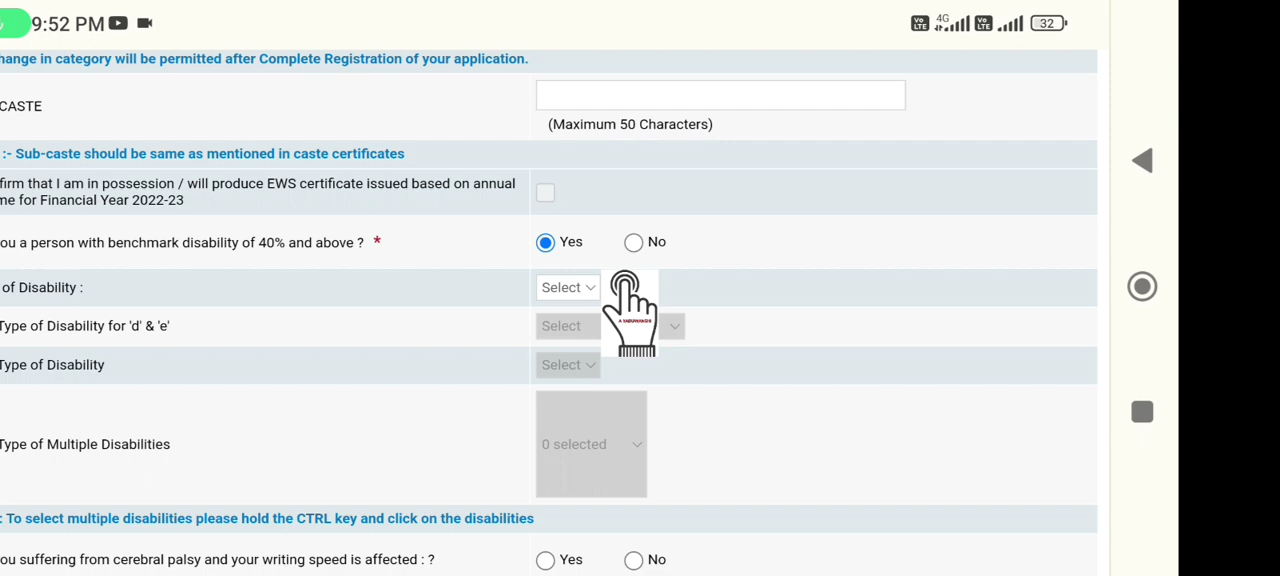 9:52 PM
Vo LTE 4G Vo LTE 32
hange in category will be permitted after Complete Registration of your application.
CASTE
(Maximum 50 Characters)
:- Sub-caste should be same as mentioned in caste certificates
firm that I am in possession / will produce EWS certificate issued based on annual
me for Financial Year 2022-23
ou a person with benchmark disability of 40% and above ? * Yes No
of Disability : Select
Type of Disability for 'd' & 'e' Select
Type of Disability Select
Type of Multiple Disabilities 0 selected
: To select multiple disabilities please hold the CTRL key and click on the disabilities
ou suffering from cerebral palsy and your writing speed is affected : ? Yes No